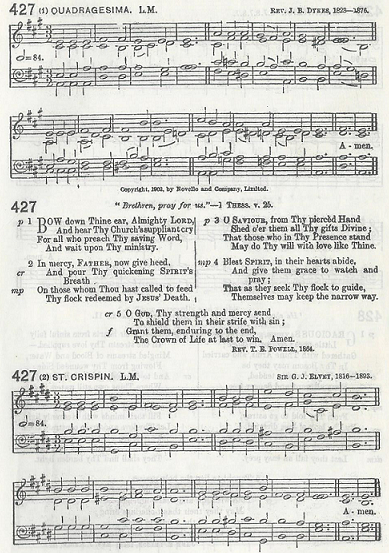 427 (1) QUADRAGESIMA. L.M. REV. J. B. DYKES, 1823–1876.
=84.
A - men.
Copyright, 1903, by Novello and Company, Limited.
427 "Brethren, pray for us."—1 THESS. v. 25.
p 1 BOW down Thine ear, Almighty LORD,
And hear Thy Church's suppliant cry
For all who preach Thy saving Word,
And wait upon Thy ministry.
2 In mercy, FATHER, now give heed,
cr And pour Thy quickening SPIRIT'S
Breath
mp On those whom Thou hast called to feed
Thy flock redeemed by JESUS' Death.
p 3 O SAVIOUR, from Thy piercèd Hand
Shed o'er them all Thy gifts Divine;
That those who in Thy Presence stand
May do Thy will with love like Thine.
mp 4 Blest SPIRIT, in their hearts abide,
And give them grace to watch and
pray;
That as they seek Thy flock to guide,
Themselves may keep the narrow way.
cr 5 O GOD, Thy strength and mercy send
To shield them in their strife with sin;
f Grant them, enduring to the end,
The Crown of Life at last to win. Amen.
REV. T. E. POWELL, 1864.
427 (2) ST. CRISPIN. L.M. SIR G. J. ELVEY, 1816–1893.
=84.
A - men.